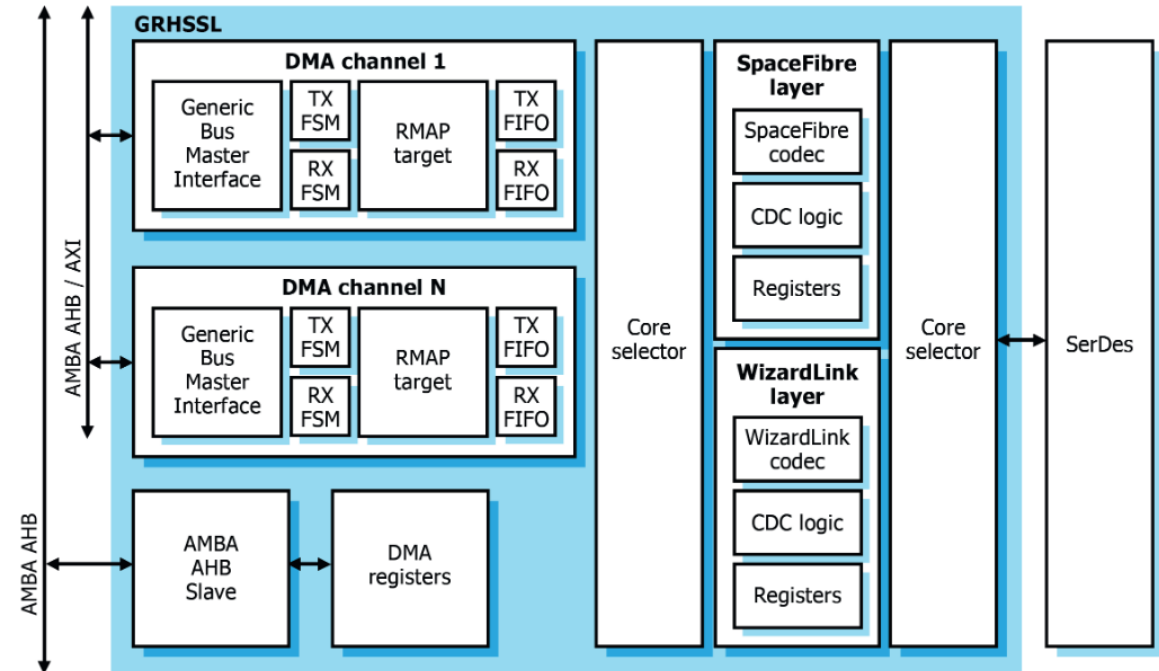 GRHSSL
DMA channel 1
Generic
Bus
Master
Interface
TX
FSM
RX
FSM
RMAP
target
TX
FIFO
RX
FIFO
DMA channel N
Generic
Bus
Master
Interface
TX
FSM
RX
FSM
RMAP
target
TX
FIFO
RX
FIFO
AMBA AHB / AXI
AMBA AHB
AMBA
AHB
Slave
DMA
registers
Core
selector
SpaceFibre
layer
SpaceFibre
codec
CDC logic
Registers
WizardLink
layer
WizardLink
codec
CDC logic
Registers
Core
selector
SerDes